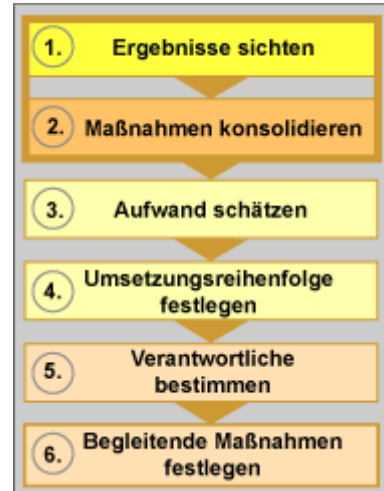 1. Ergebnisse sichten
2. Maßnahmen konsolidieren
3. Aufwand schätzen
4. Umsetzungsreihenfolge
festlegen
5. Verantwortliche
bestimmen
6. Begleitende Maßnahmen
festlegen